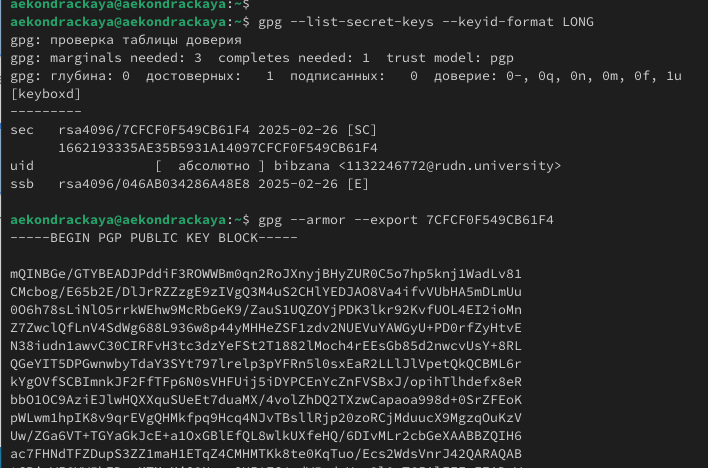 aekondrackaya@aekondrackaya:~$
aekondrackaya@aekondrackaya:~$ gpg --list-secret-keys --keyid-format LONG
gpg: проверка таблицы доверия
gpg: marginals needed: 3  completes needed: 1  trust model: pgp
gpg: глубина: 0  достоверных:   1  подписанных:   0  доверие: 0-, 0q, 0n, 0m, 0f, 1u
[keyboxd]
---------
sec   rsa4096/7CFCF0F549CB61F4 2025-02-26 [SC]
      1662193335AE35B5931A14097CFCF0F549CB61F4
uid                 [  абсолютно ] bibzana <1132246772@rudn.university>
ssb   rsa4096/046AB034286A48E8 2025-02-26 [E]
aekondrackaya@aekondrackaya:~$ gpg --armor --export 7CFCF0F549CB61F4
-----BEGIN PGP PUBLIC KEY BLOCK-----
mQINBGe/GTYBEADJPddiF3ROWWBm0qn2RoJXnyjBHyZUR0C5o7hp5knj1WadLv81
CMcbog/E65b2E/DlJrRZZzgE9zIVgQ3M4uS2CHlYEDJAO8Va4ifvVUbHA5mDLmUu
0O6h78sLiNlO5rrkWEhw9McRbGeK9/ZauS1UQZOYjPDK3lkr92KvfUOL4EI2ioMn
Z7ZwclQfLnV4SdWg688L936w8p44yMHHeZSF1zdv2NUEVuYAWGyU+PD0rfZyHtvE
N38iudn1awvC30CIRFvH3tc3dzYeFSt2T1882lMoch4rEEsGb85d2nwcvUsY+8RL
QGeYIT5DPGwnwbyTdaY3SYt797lrelp3pYFRn5l0sxEaR2LLlJlVpetQkQCBML6r
kYgOVfSCBImnkJF2FfTFp6N0sVHFUij5iDYPCEnYcZnFVSBxJ/opihTlhdefx8eR
bbO1OC9AziEJlwHQXXquSUeEt7duaMX/4volZhDQ2TXzwCapaoa998d+0SrZFEoK
pWLwm1hpIK8v9qrEVgQHMkfpq9Hcq4NJvTBsllRjp20zoRCjMduucX9MgzqOuKzV
Uw/ZGa6VT+TGYaGkJcE+a1OxGBlEfQL8wlkUXfeHQ/6DIvMLr2cbGeXAABBZQIH6
ac7FHNdTFZDupS3ZZ1maH1ETqZ4CMHMTKk8te0KqTuo/Ecs2WdsVnrJ42QARAQAB